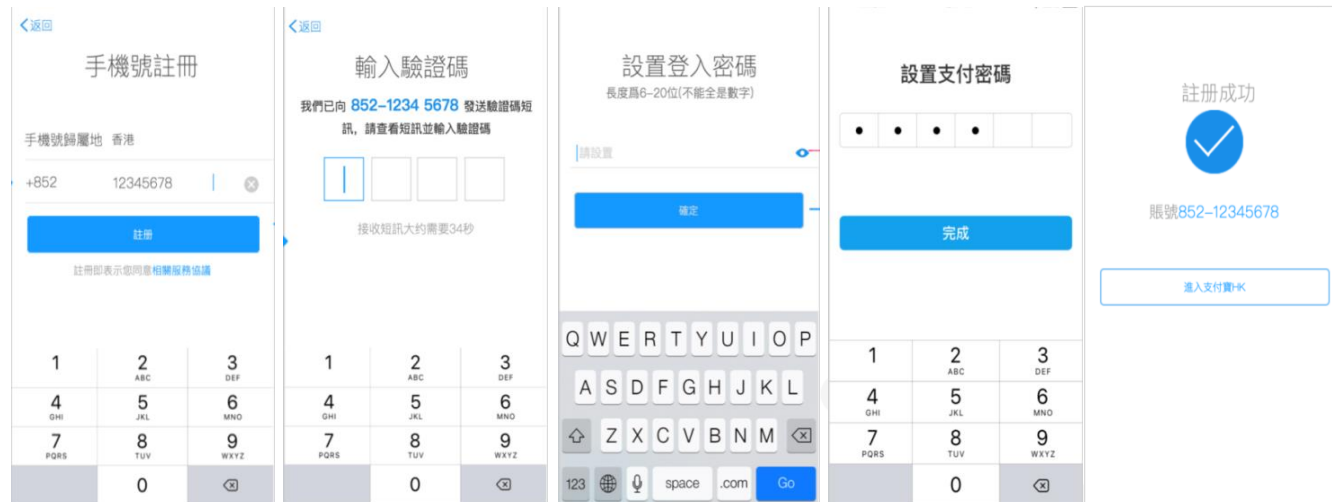 返回
手機號註冊
手機號歸屬地 香港
+852 12345678
註冊
註冊即表示您同意相關服務協議
1 2 3
ABC DEF
4 5 6
GHI JKL MNO
7 8 9
PQRS TUV WXYZ
0
返回
輸入驗證碼
我們已向 852-1234 5678 發送驗證碼短
訊，請查看短訊並輸入驗證碼
接收短訊大約需要34秒
1 2 3
ABC DEF
4 5 6
GHI JKL MNO
7 8 9
PQRS TUV WXYZ
0
設置登入密碼
長度爲6-20位(不能全是數字)
請設置
確定
Q W E R T Y U I O P
A S D F G H J K L
Z X C V B N M
123 space .com Go
設置支付密碼
完成
1 2 3
ABC DEF
4 5 6
GHI JKL MNO
7 8 9
PQRS TUV WXYZ
0
註册成功
賬號852-12345678
進入支付寶HK